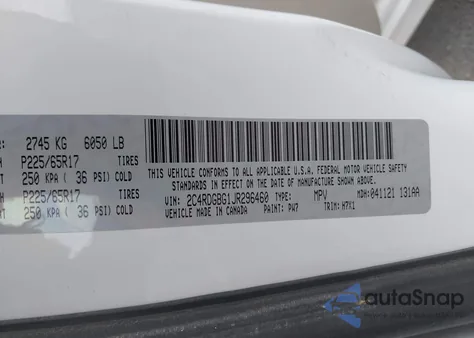 R: 2745 KG 6050 LB
P225/65R17 TIRES
250 KPA ( 36 PSI) COLD
P225/65R17 TIRES
250 KPA ( 36 PSI) COLD
THIS VEHICLE CONFORMS TO ALL APPLICABLE U.S.A. FEDERAL MOTOR VEHICLE SAFETY
STANDARDS IN EFFECT ON THE DATE OF MANUFACTURE SHOWN ABOVE.
VIN: 2C4RDGBG1JR296460 TYPE: MPV MDH: 041121 131AA
VEHICLE MADE IN CANADA PAINT: PW7 TRIM: H7X1
autoSnap